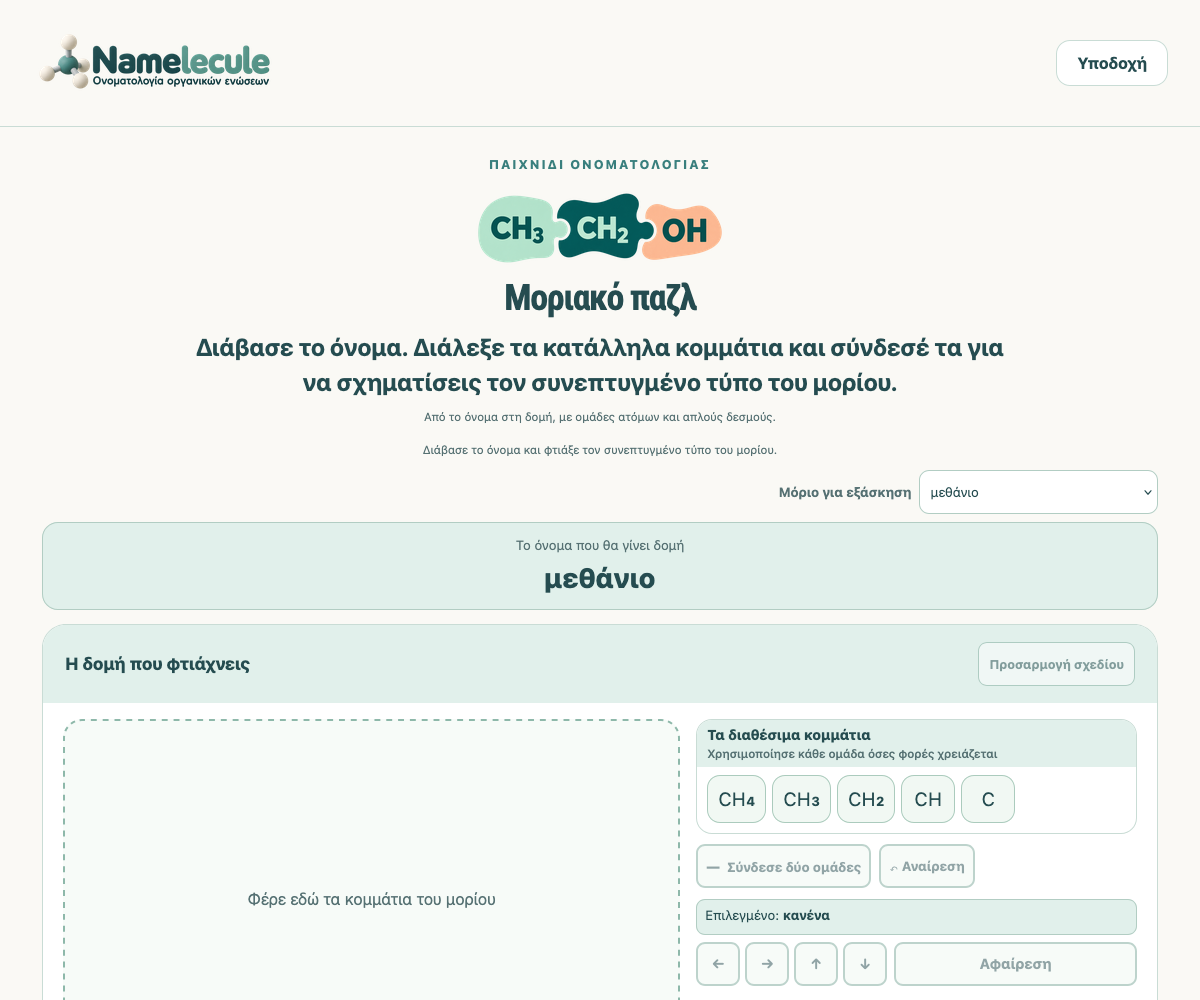 Namelecule
Ονοματολογία οργανικών ενώσεων
Υποδοχή
ΠΑΙΧΝΙΔΙ ΟΝΟΜΑΤΟΛΟΓΙΑΣ
CH₃ CH₂ OH
Μοριακό παζλ
Διάβασε το όνομα. Διάλεξε τα κατάλληλα κομμάτια και σύνδεσέ τα για
να σχηματίσεις τον συνεπτυγμένο τύπο του μορίου.
Από το όνομα στη δομή, με ομάδες ατόμων και απλούς δεσμούς.
Διάβασε το όνομα και φτιάξε τον συνεπτυγμένο τύπο του μορίου.
Μόριο για εξάσκηση μεθάνιο
Το όνομα που θα γίνει δομή
μεθάνιο
Η δομή που φτιάχνεις
Προσαρμογή σχεδίου
Φέρε εδώ τα κομμάτια του μορίου
Τα διαθέσιμα κομμάτια
Χρησιμοποίησε κάθε ομάδα όσες φορές χρειάζεται
CH₄ CH₃ CH₂ CH C
— Σύνδεσε δύο ομάδες ↶ Αναίρεση
Επιλεγμένο: κανένα
← → ↑ ↓ Αφαίρεση